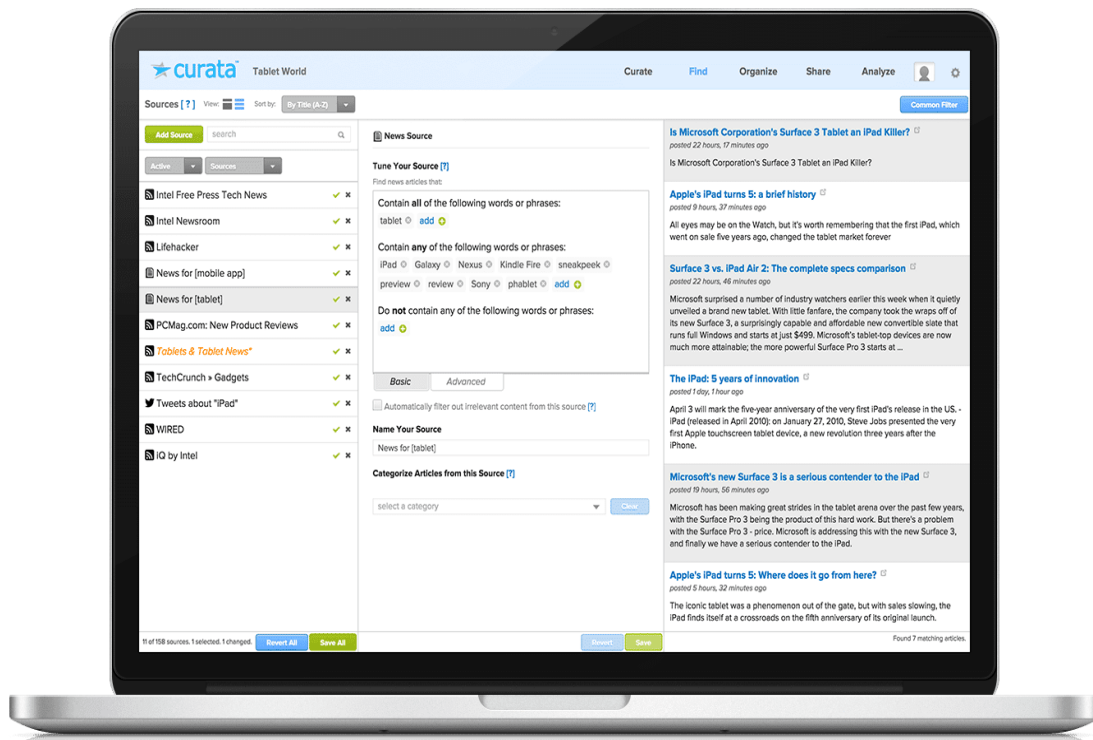 curata™ Tablet World Curate Find Organize Share Analyze
Sources [ ? ] View: Sort by: By Title (A-Z) Common Filter
Add Source search
Active Sources
Intel Free Press Tech News
Intel Newsroom
Lifehacker
News for [mobile app]
News for [tablet]
PCMag.com: New Product Reviews
Tablets & Tablet News*
TechCrunch » Gadgets
Tweets about "iPad"
WIRED
iQ by Intel
11 of 158 sources. 1 selected. 1 changed. Revert All Save All
News Source
Tune Your Source [?]
Find news articles that:
Contain all of the following words or phrases:
tablet add
Contain any of the following words or phrases:
iPad Galaxy Nexus Kindle Fire sneakpeek
preview review Sony phablet add
Do not contain any of the following words or phrases:
add
Basic Advanced
Automatically filter out irrelevant content from this source [?]
Name Your Source
News for [tablet]
Categorize Articles from this Source [?]
select a category Clear
Revert Save
Is Microsoft Corporation's Surface 3 Tablet an iPad Killer?
posted 22 hours, 17 minutes ago
Is Microsoft Corporation's Surface 3 Tablet an iPad Killer?
Apple's iPad turns 5: a brief history
posted 9 hours, 37 minutes ago
All eyes may be on the Watch, but it's worth remembering that the first iPad, which
went on sale five years ago, changed the tablet market forever
Surface 3 vs. iPad Air 2: The complete specs comparison
posted 22 hours, 46 minutes ago
Microsoft surprised a number of industry watchers earlier this week when it quietly
unveiled a brand new tablet. With little fanfare, the company took the wraps off of
its new Surface 3, a surprisingly capable and affordable new convertible slate that
runs full Windows and starts at just $499. Microsoft's tablet-top devices are now
much more attainable; the more powerful Surface Pro 3 starts at ...
The iPad: 5 years of innovation
posted 1 day, 1 hour ago
April 3 will mark the five-year anniversary of the very first iPad's release in the US. -
iPad (released in April 2010): on January 27, 2010, Steve Jobs presented the very
first Apple touchscreen tablet device, a new revolution three years after the
iPhone.
Microsoft's new Surface 3 is a serious contender to the iPad
posted 19 hours, 56 minutes ago
Microsoft has been making great strides in the tablet arena over the past few years,
with the Surface Pro 3 being the product of this hard work. But there's a problem
with the Surface Pro 3 - price. Microsoft is addressing this with the new Surface 3,
and finally we have a serious contender to the iPad.
Apple's iPad turns 5: Where does it go from here?
posted 5 hours, 32 minutes ago
The iconic tablet was a phenomenon out of the gate, but with sales slowing, the
iPad finds itself at a crossroads on the fifth anniversary of its original launch.
Found 7 matching articles.